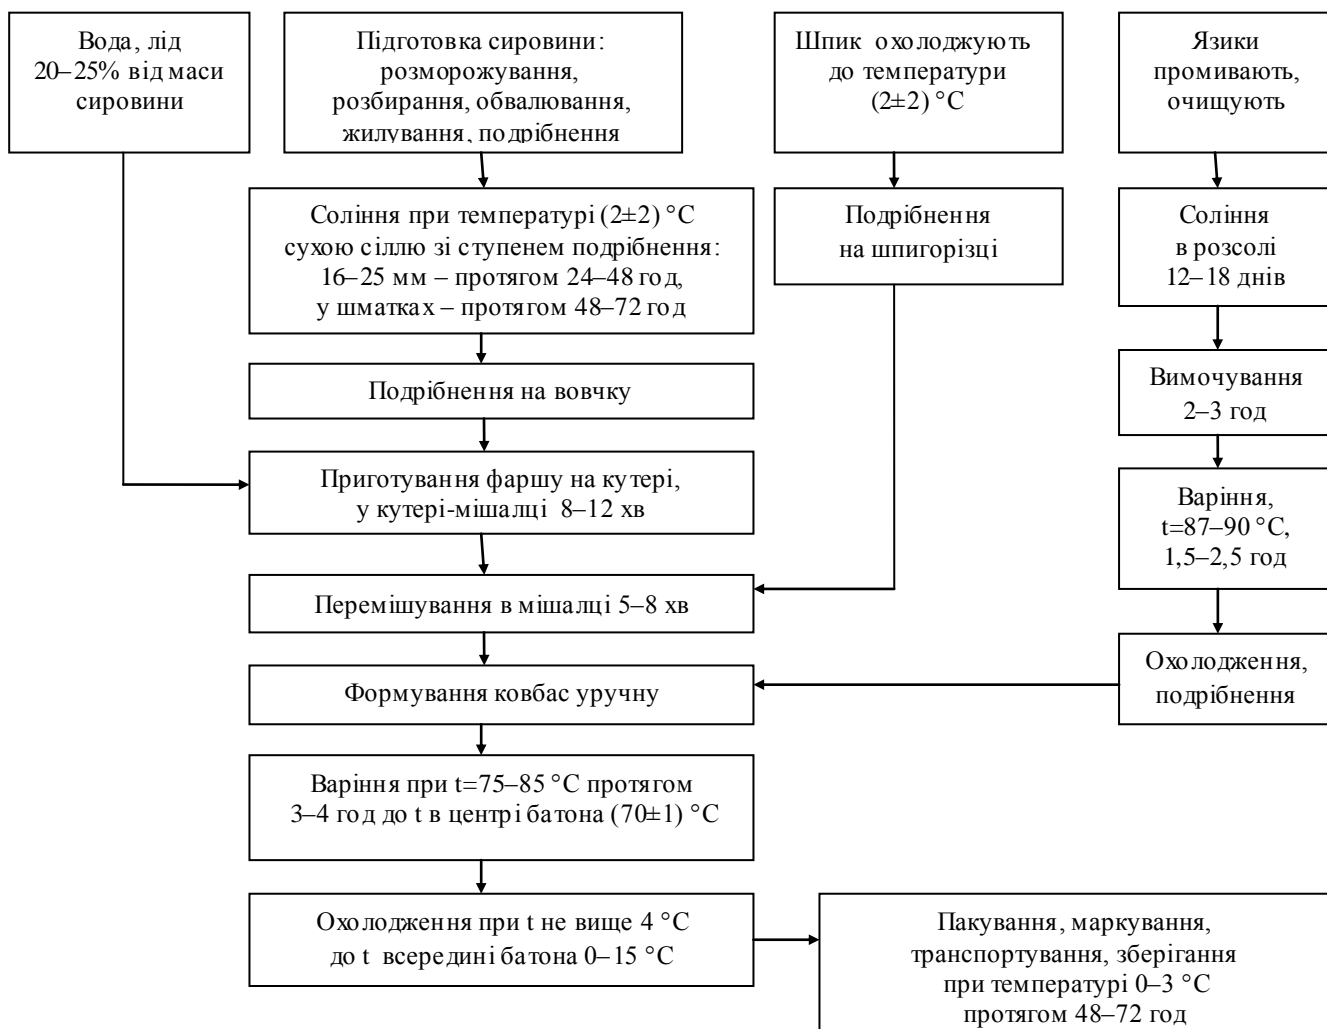 Вода, лід
20–25% від маси
сировини
Підготовка сировини:
розморожування,
розбирання, обвалювання,
жилування, подрібнення
Шпик охолоджують
до температури
(2±2) °C
Язики
промивають,
очищують
Соління при температурі (2±2) °C
сухою сіллю зі ступенем подрібнення:
16–25 мм – протягом 24–48 год,
у шматках – протягом 48–72 год
Подрібнення
на шпигорізці
Соління
в розсолі
12–18 днів
Подрібнення на вовчку
Вимочування
2–3 год
Приготування фаршу на кутері,
у кутері-мішалці 8–12 хв
Варіння,
t=87–90 °C,
1,5–2,5 год
Перемішування в мішалці 5–8 хв
Охолодження,
подрібнення
Формування ковбас уручну
Варіння при t=75–85 °C протягом
3–4 год до t в центрі батона (70±1) °C
Охолодження при t не вище 4 °C
до t всередині батона 0–15 °C
Пакування, маркування,
транспортування, зберігання
при температурі 0–3 °C
протягом 48–72 год